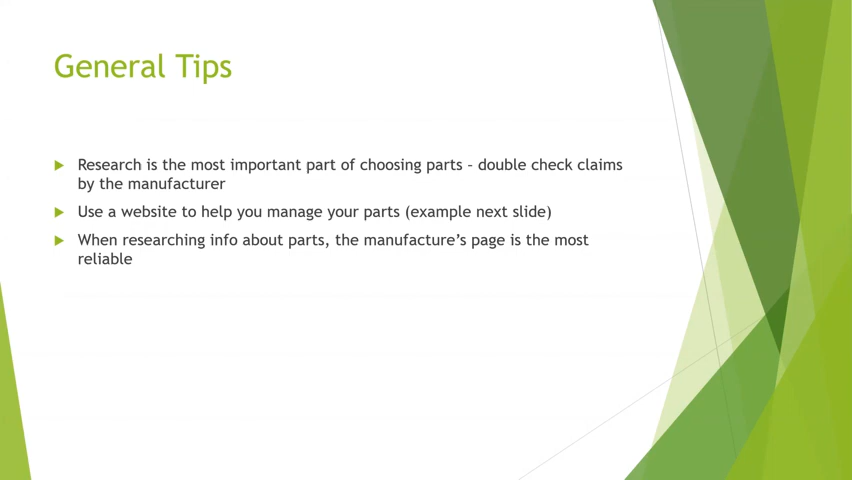 General Tips
Research is the most important part of choosing parts – double check claims
by the manufacturer
Use a website to help you manage your parts (example next slide)
When researching info about parts, the manufacture's page is the most
reliable